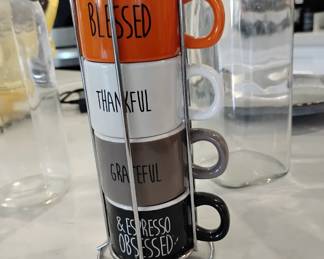 BLESSED
THANKFUL
GRATEFUL
& ESPRESSO
OBSESSED